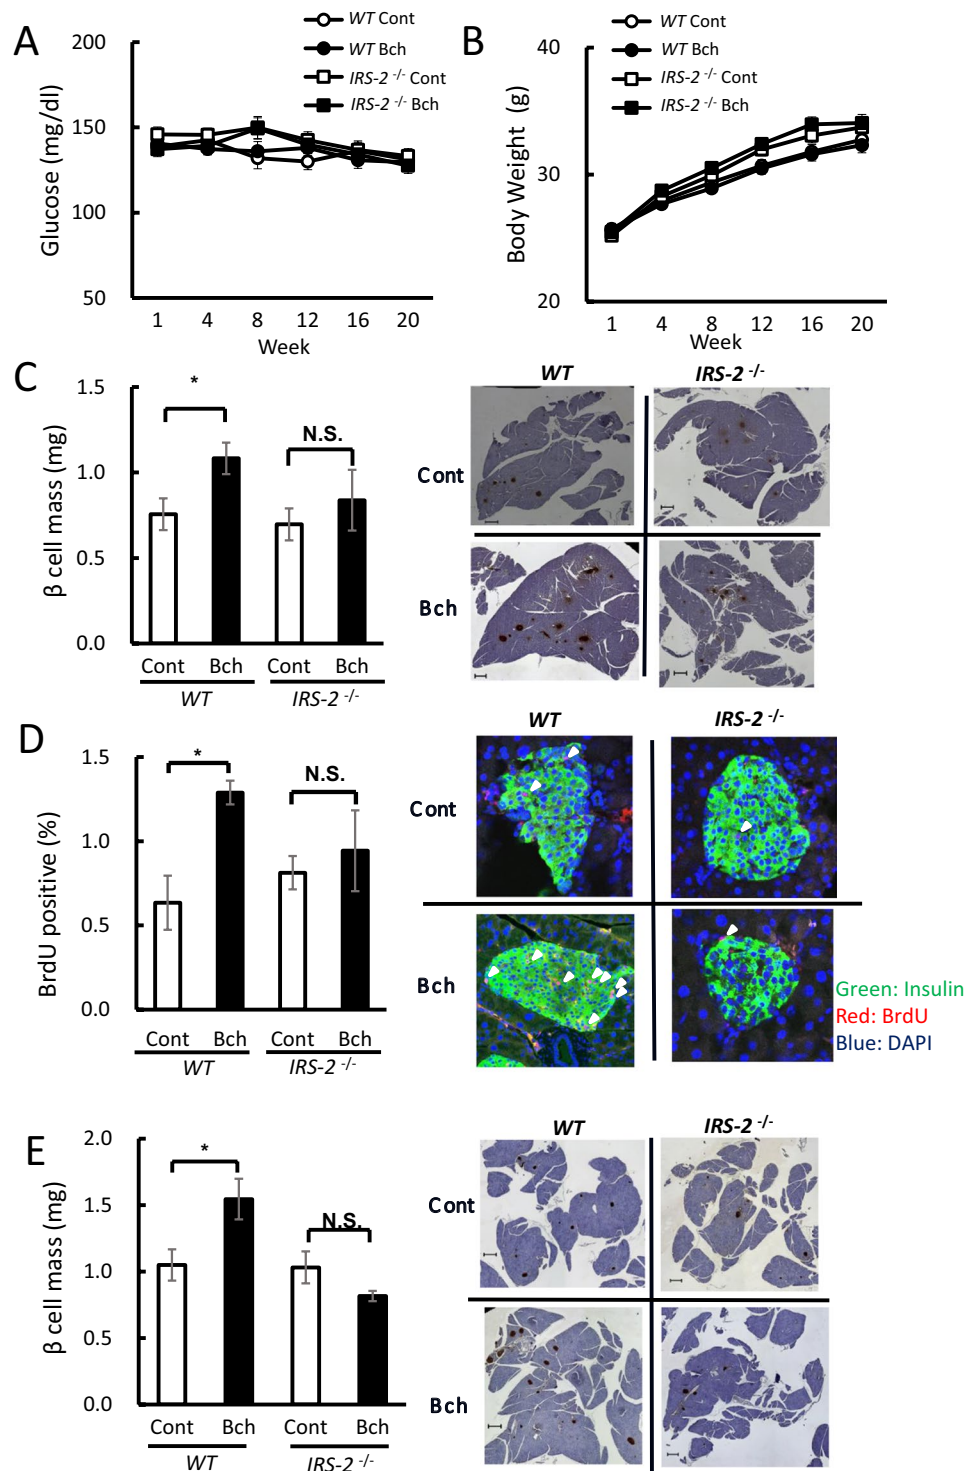 A
Glucose (mg/dl)
200
150
100
50
WT Cont
WT Bch
IRS-2 -/- Cont
IRS-2 -/- Bch
1 4 8 12 16 20
Week
B
Body Weight (g)
40
30
20
WT Cont
WT Bch
IRS-2 -/- Cont
IRS-2 -/- Bch
1 4 8 12 16 20
Week
C
β cell mass (mg)
1.5
1.0
0.5
0.0
*
N.S.
Cont Bch Cont Bch
WT IRS-2 -/-
WT IRS-2 -/-
Cont
Bch
D
BrdU positive (%)
1.5
1.0
0.5
0.0
*
N.S.
Cont Bch Cont Bch
WT IRS-2 -/-
WT IRS-2 -/-
Cont
Bch
Green: Insulin
Red: BrdU
Blue: DAPI
E
β cell mass (mg)
2.0
1.5
1.0
0.5
0.0
*
N.S.
Cont Bch Cont Bch
WT IRS-2 -/-
WT IRS-2 -/-
Cont
Bch